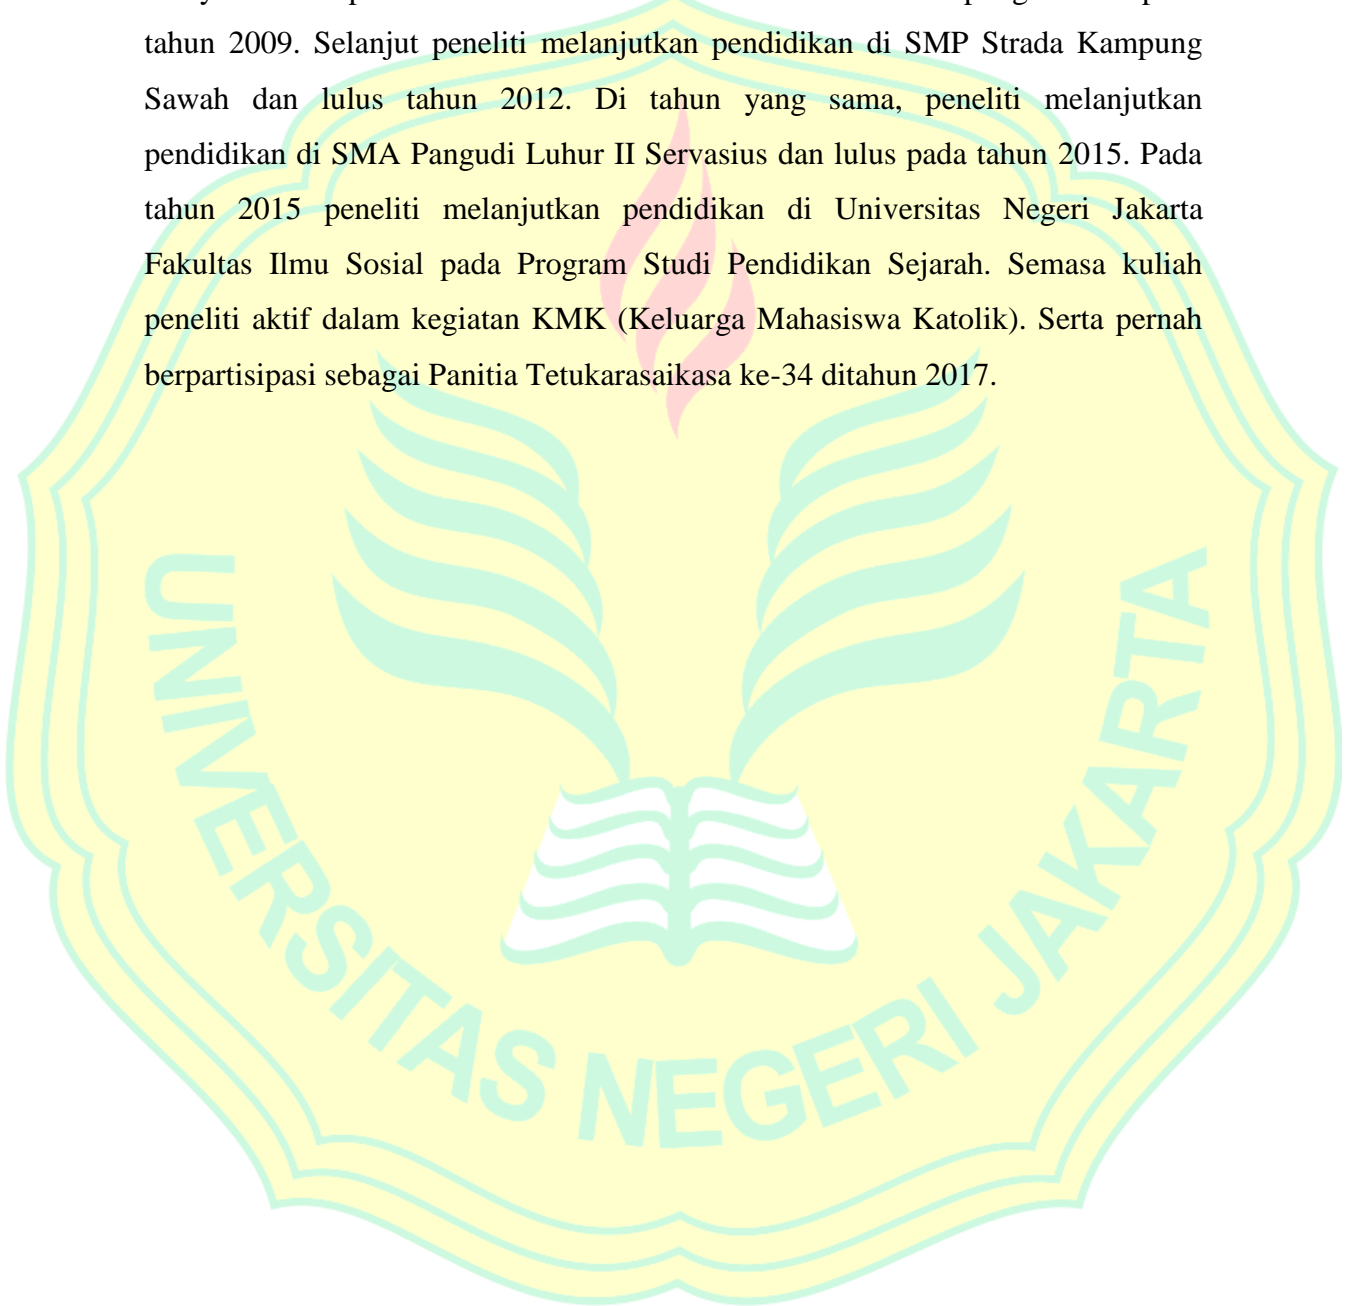 tahun 2009. Selanjut peneliti melanjutkan pendidikan di SMP Strada Kampung
Sawah dan lulus tahun 2012. Di tahun yang sama, peneliti melanjutkan
pendidikan di SMA Pangudi Luhur II Servasius dan lulus pada tahun 2015. Pada
tahun 2015 peneliti melanjutkan pendidikan di Universitas Negeri Jakarta
Fakultas Ilmu Sosial pada Program Studi Pendidikan Sejarah. Semasa kuliah
peneliti aktif dalam kegiatan KMK (Keluarga Mahasiswa Katolik). Serta pernah
berpartisipasi sebagai Panitia Tetukarasaikasa ke-34 ditahun 2017.
UNIVERSITAS NEGERI JAKARTA